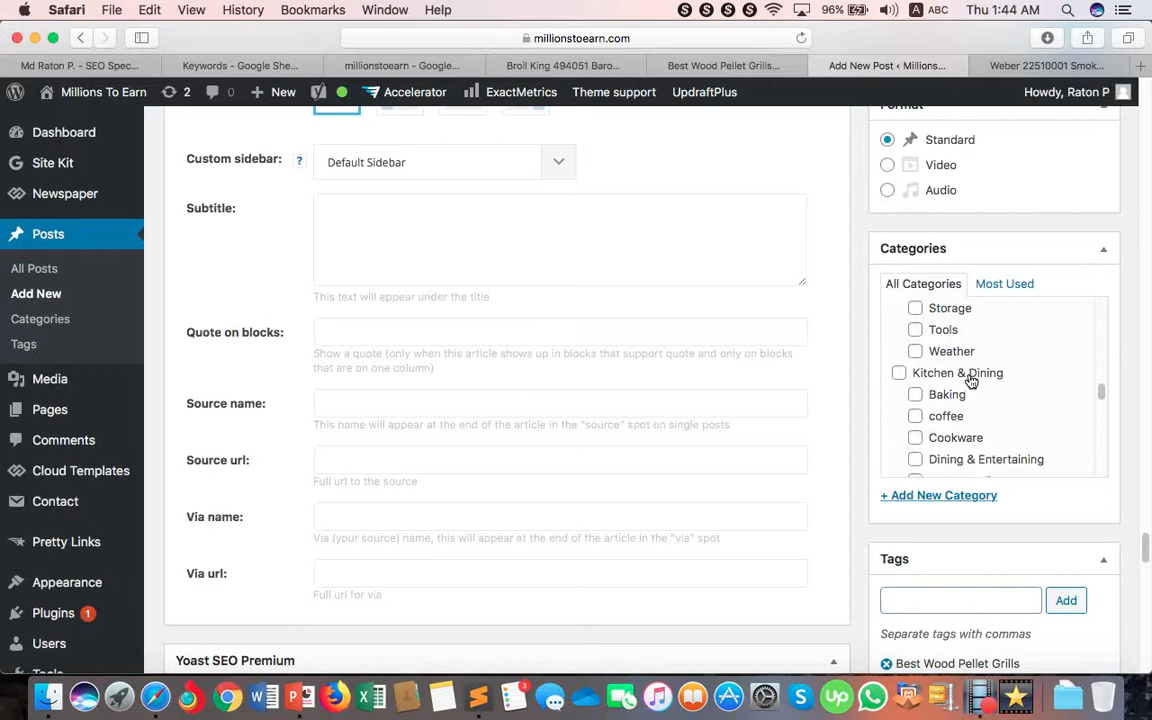 Safari File Edit View History Bookmarks Window Help 96% ABC Thu 1:44 AM
millionstoearn.com
Md Raton P. - SEO Spec... Keywords - Google She... millionstoearn - Google... Broil King 494051 Baro... Best Wood Pellet Grills... Add New Post ‹ Millions... Weber 22510001 Smok...
Millions To Earn 2 0 New Accelerator ExactMetrics Theme support UpdraftPlus Howdy, Raton P
Dashboard
Site Kit
Newspaper
Posts
All Posts
Add New
Categories
Tags
Media
Pages
Comments
Cloud Templates
Contact
Pretty Links
Appearance
Plugins 1
Users
Tools
Custom sidebar: ? Default Sidebar
Subtitle:
This text will appear under the title
Quote on blocks:
Show a quote (only when this article shows up in blocks that support quote and only on blocks
that are on one column)
Source name:
This name will appear at the end of the article in the "source" spot on single posts
Source url:
Full url to the source
Via name:
Via (your source) name, this will appear at the end of the article in the "via" spot
Via url:
Full url for via
Yoast SEO Premium
Format
Standard
Video
Audio
Categories
All Categories Most Used
Storage
Tools
Weather
Kitchen & Dining
Baking
coffee
Cookware
Dining & Entertaining
+ Add New Category
Tags
Add
Separate tags with commas
Best Wood Pellet Grills